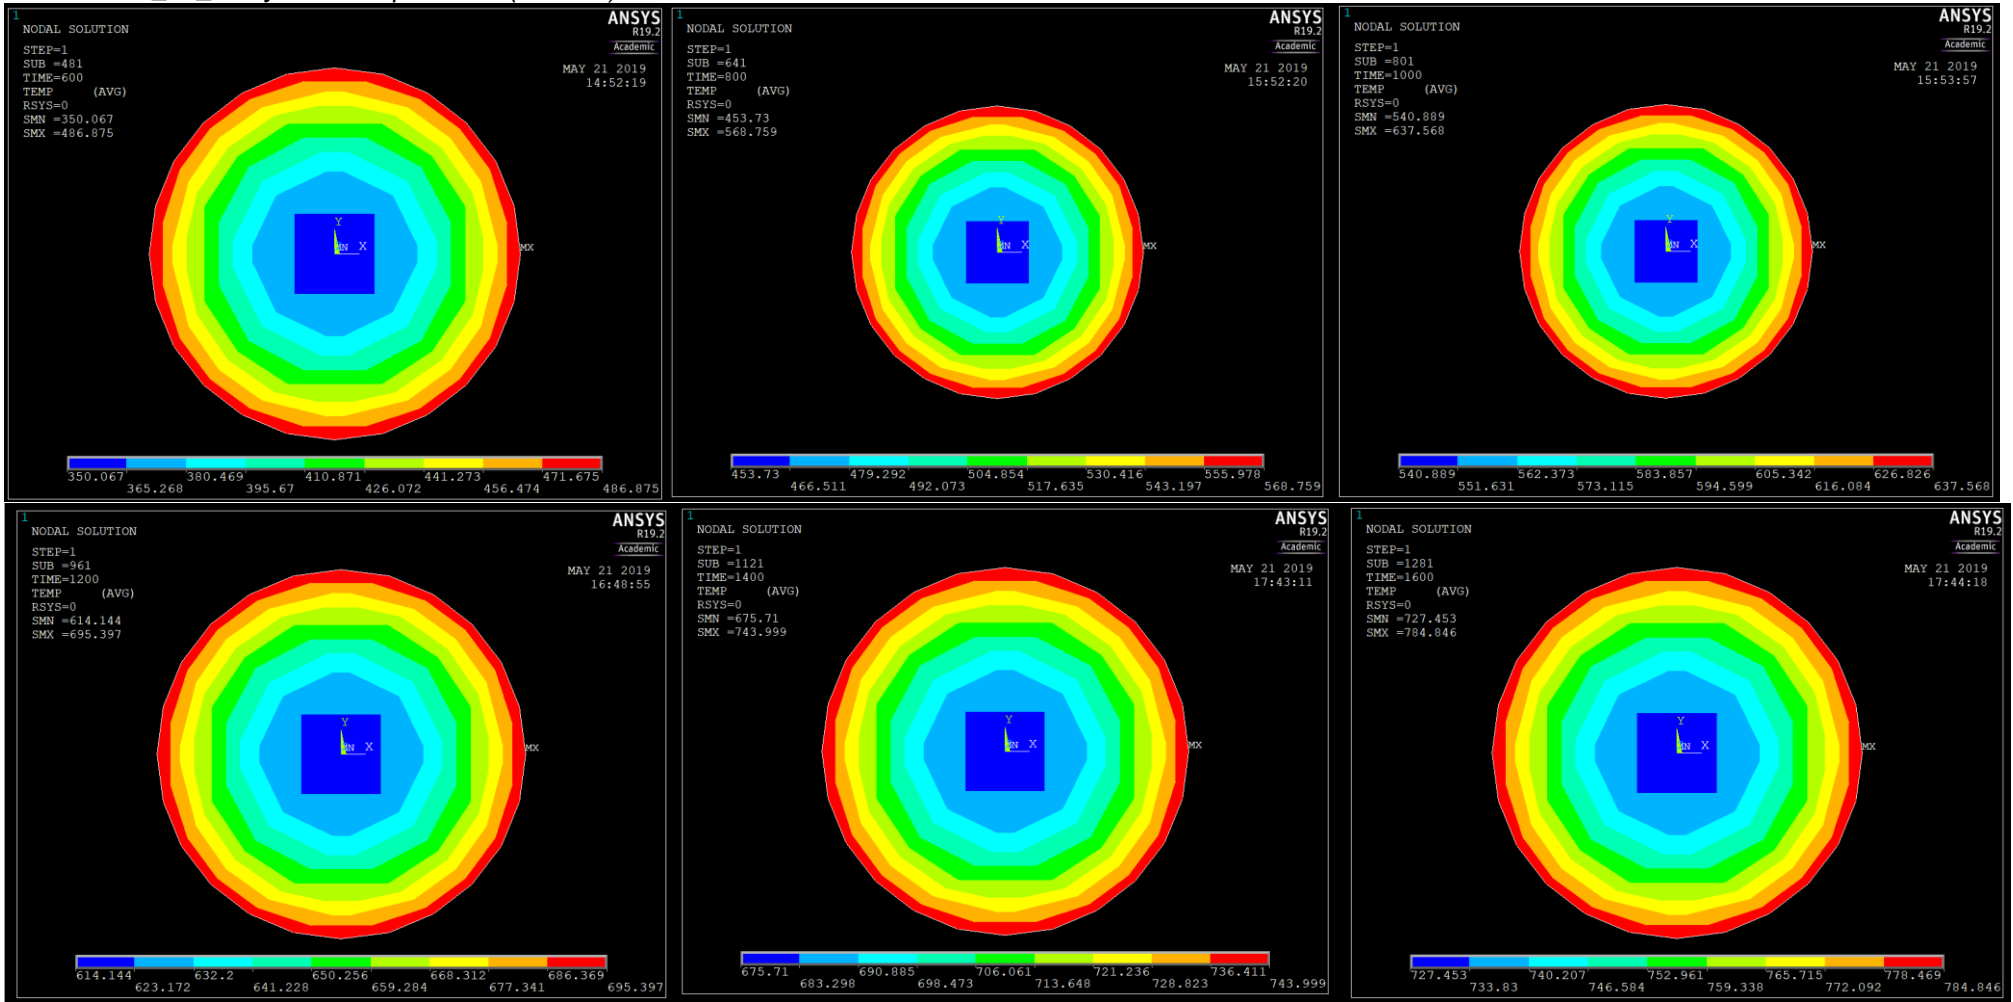 1
NODAL SOLUTION
STEP=1
SUB =481
TIME=600
TEMP (AVG)
RSYS=0
SMN =350.067
SMX =486.875
ANSYS
R19.2
Academic
MAY 21 2019
14:52:19
Y
MN X
MX
350.067 380.469 410.871 441.273 471.675
365.268 395.67 426.072 456.474 486.875
1
NODAL SOLUTION
STEP=1
SUB =641
TIME=800
TEMP (AVG)
RSYS=0
SMN =453.73
SMX =568.759
ANSYS
R19.2
Academic
MAY 21 2019
15:52:20
Y
MN X
MX
453.73 479.292 504.854 530.416 555.978
466.511 492.073 517.635 543.197 568.759
1
NODAL SOLUTION
STEP=1
SUB =801
TIME=1000
TEMP (AVG)
RSYS=0
SMN =540.889
SMX =637.568
ANSYS
R19.2
Academic
MAY 21 2019
15:53:57
Y
MN X
MX
540.889 562.373 583.857 605.342 626.826
551.631 573.115 594.599 616.084 637.568
1
NODAL SOLUTION
STEP=1
SUB =961
TIME=1200
TEMP (AVG)
RSYS=0
SMN =614.144
SMX =695.397
ANSYS
R19.2
Academic
MAY 21 2019
16:48:55
Y
MN X
MX
614.144 632.2 650.256 668.312 686.369
623.172 641.228 659.284 677.341 695.397
1
NODAL SOLUTION
STEP=1
SUB =1121
TIME=1400
TEMP (AVG)
RSYS=0
SMN =675.71
SMX =743.999
ANSYS
R19.2
Academic
MAY 21 2019
17:43:11
Y
MN X
MX
675.71 690.885 706.061 721.236 736.411
683.298 698.473 713.648 728.823 743.999
1
NODAL SOLUTION
STEP=1
SUB =1281
TIME=1600
TEMP (AVG)
RSYS=0
SMN =727.453
SMX =784.846
ANSYS
R19.2
Academic
MAY 21 2019
17:44:18
Y
MN X
MX
727.453 740.207 752.961 765.715 778.469
733.83 746.584 759.338 772.092 784.846